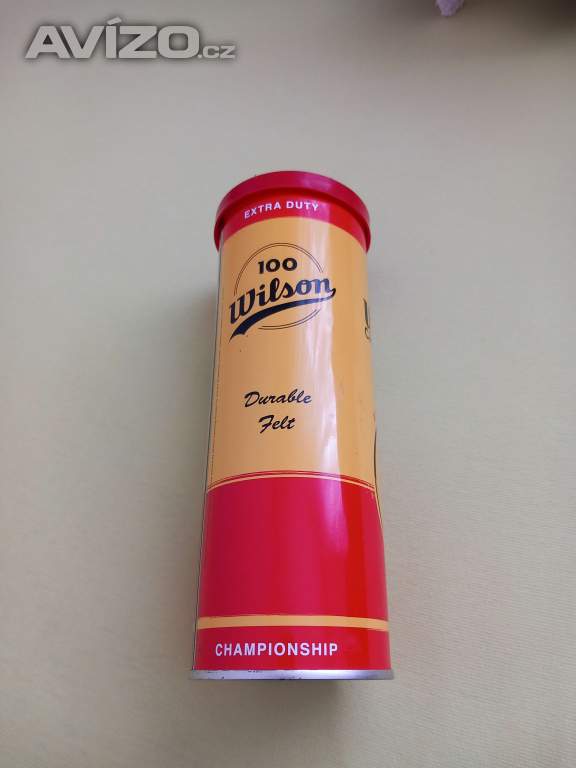 AVÍZO.cz
EXTRA DUTY
100
Wilson
Durable
Felt
CHAMPIONSHIP